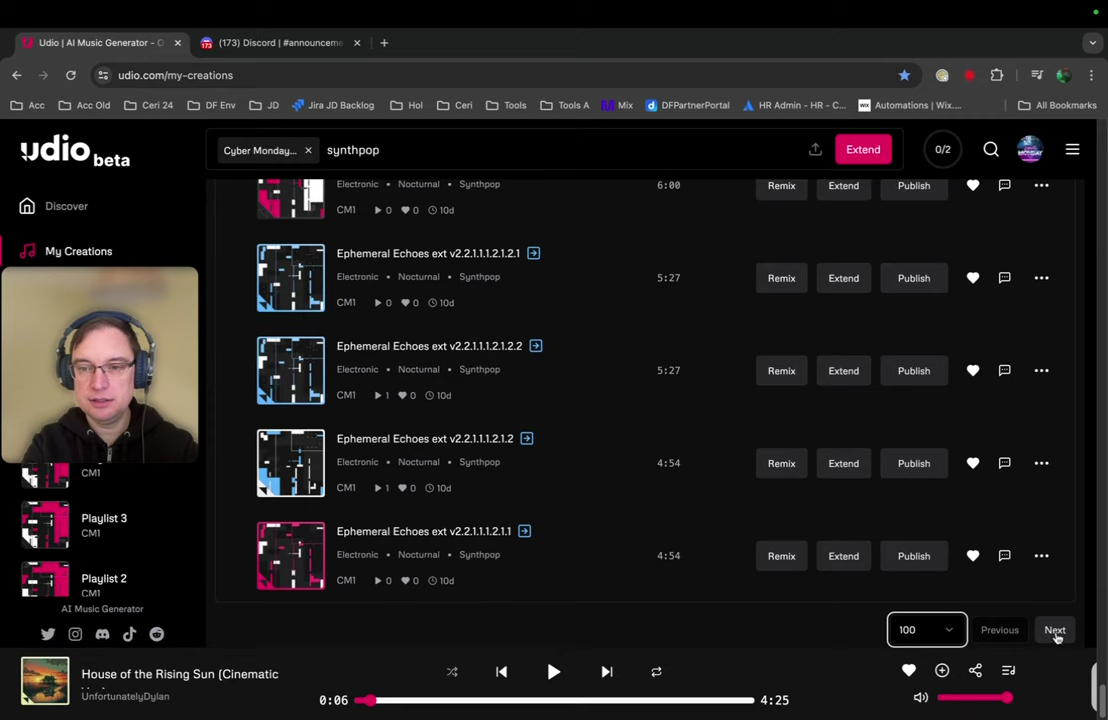 Udio | AI Music Generator - C
(173) Discord | #announceme
udio.com/my-creations
Acc
Acc Old
Ceri 24
DF Env
JD
Jira JD Backlog
Hol
Ceri
Tools
Tools A
Mix
DFPartnerPortal
HR Admin - HR - C...
Automations | Wix....
All Bookmarks
udio beta
Cyber Monday...
synthpop
Extend
0/2
Discover
My Creations
Electronic • Nocturnal • Synthpop
6:00
Remix
Extend
Publish
CM1 0 0 10d
Ephemeral Echoes ext v2.2.1.1.1.2.1.2.1
Electronic • Nocturnal • Synthpop
5:27
Remix
Extend
Publish
CM1 0 0 10d
Ephemeral Echoes ext v2.2.1.1.1.2.1.2.2
Electronic • Nocturnal • Synthpop
5:27
Remix
Extend
Publish
CM1 1 0 10d
Ephemeral Echoes ext v2.2.1.1.1.2.1.2
Electronic • Nocturnal • Synthpop
4:54
Remix
Extend
Publish
CM1 1 0 10d
Ephemeral Echoes ext v2.2.1.1.1.2.1.1
Electronic • Nocturnal • Synthpop
4:54
Remix
Extend
Publish
CM1 0 0 10d
CM1
Playlist 3
CM1
Playlist 2
AI Music Generator
100
Previous
Next
House of the Rising Sun (Cinematic
UnfortunatelyDylan
0:06
4:25